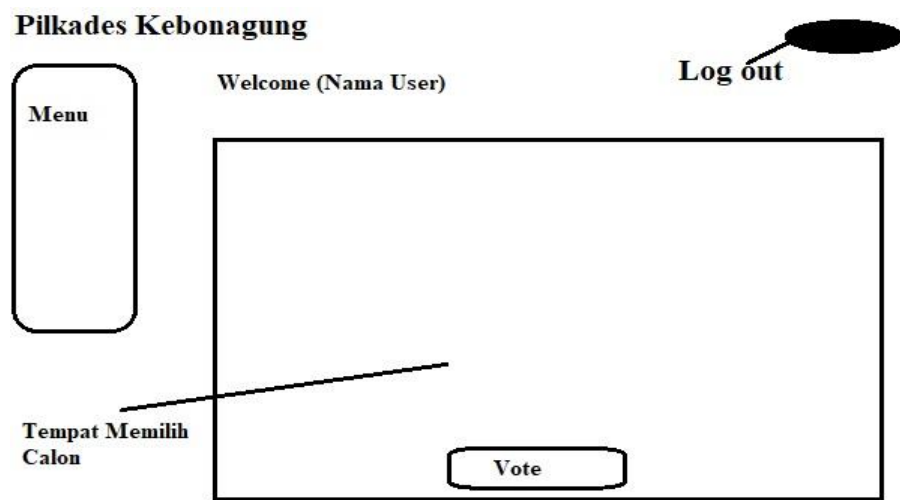 Pilkades Kebonagung
Log out
Welcome (Nama User)
Menu
Tempat Memilih
Calon
Vote